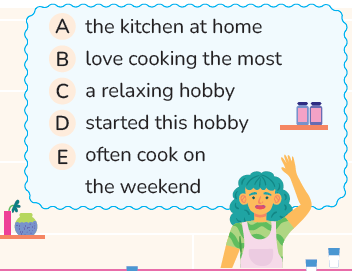 A the kitchen at home
B love cooking the most
C a relaxing hobby
D started this hobby
E often cook on
the weekend